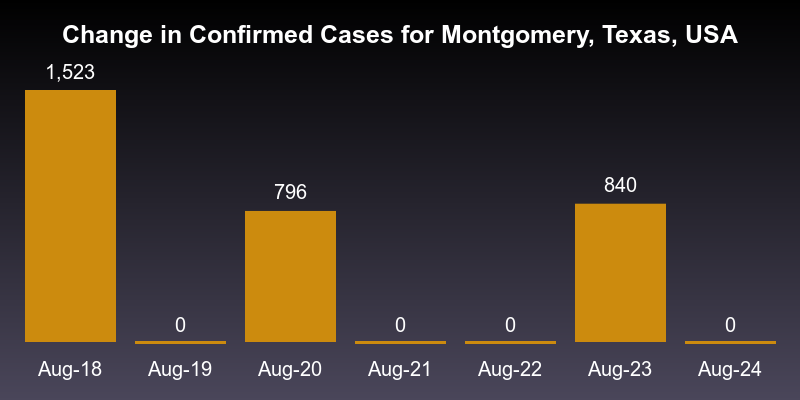 Change in Confirmed Cases for Montgomery, Texas, USA
1,523
0
796
0
0
840
0
Aug-18
Aug-19
Aug-20
Aug-21
Aug-22
Aug-23
Aug-24